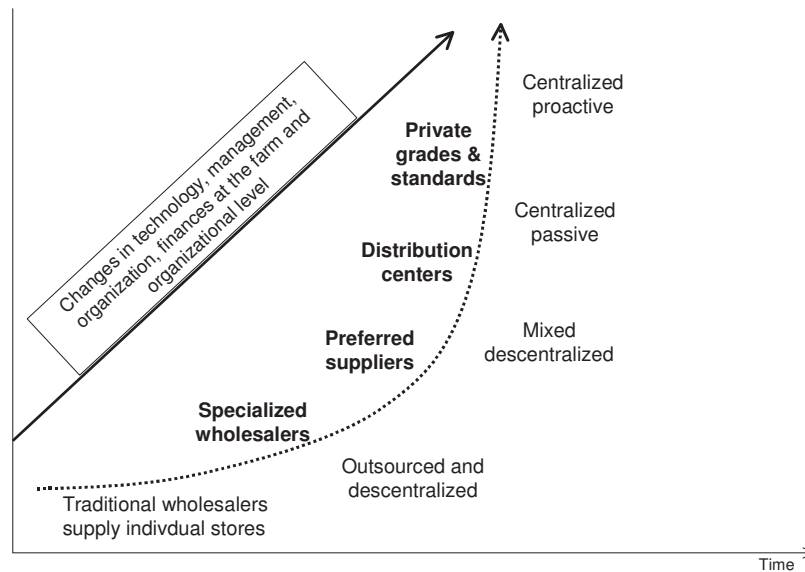 Changes in technology, management,
organization, finances at the farm and
organizational level
Centralized
proactive
Private
grades &
standards
Centralized
passive
Distribution
centers
Mixed
descentralized
Preferred
suppliers
Specialized
wholesalers
Outsourced and
descentralized
Traditional wholesalers
supply indivdual stores
Time